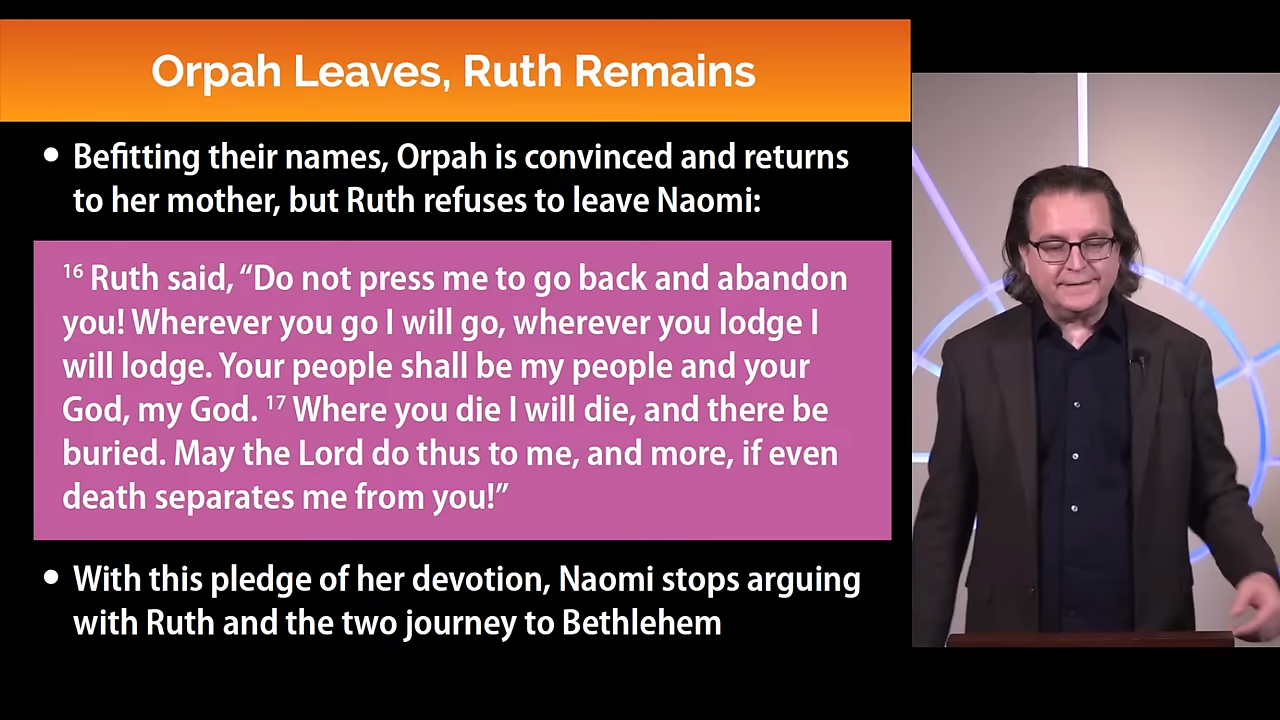 Orpah Leaves, Ruth Remains
• Befitting their names, Orpah is convinced and returns
to her mother, but Ruth refuses to leave Naomi:
16 Ruth said, “Do not press me to go back and abandon
you! Wherever you go I will go, wherever you lodge I
will lodge. Your people shall be my people and your
God, my God. 17 Where you die I will die, and there be
buried. May the Lord do thus to me, and more, if even
death separates me from you!”
• With this pledge of her devotion, Naomi stops arguing
with Ruth and the two journey to Bethlehem